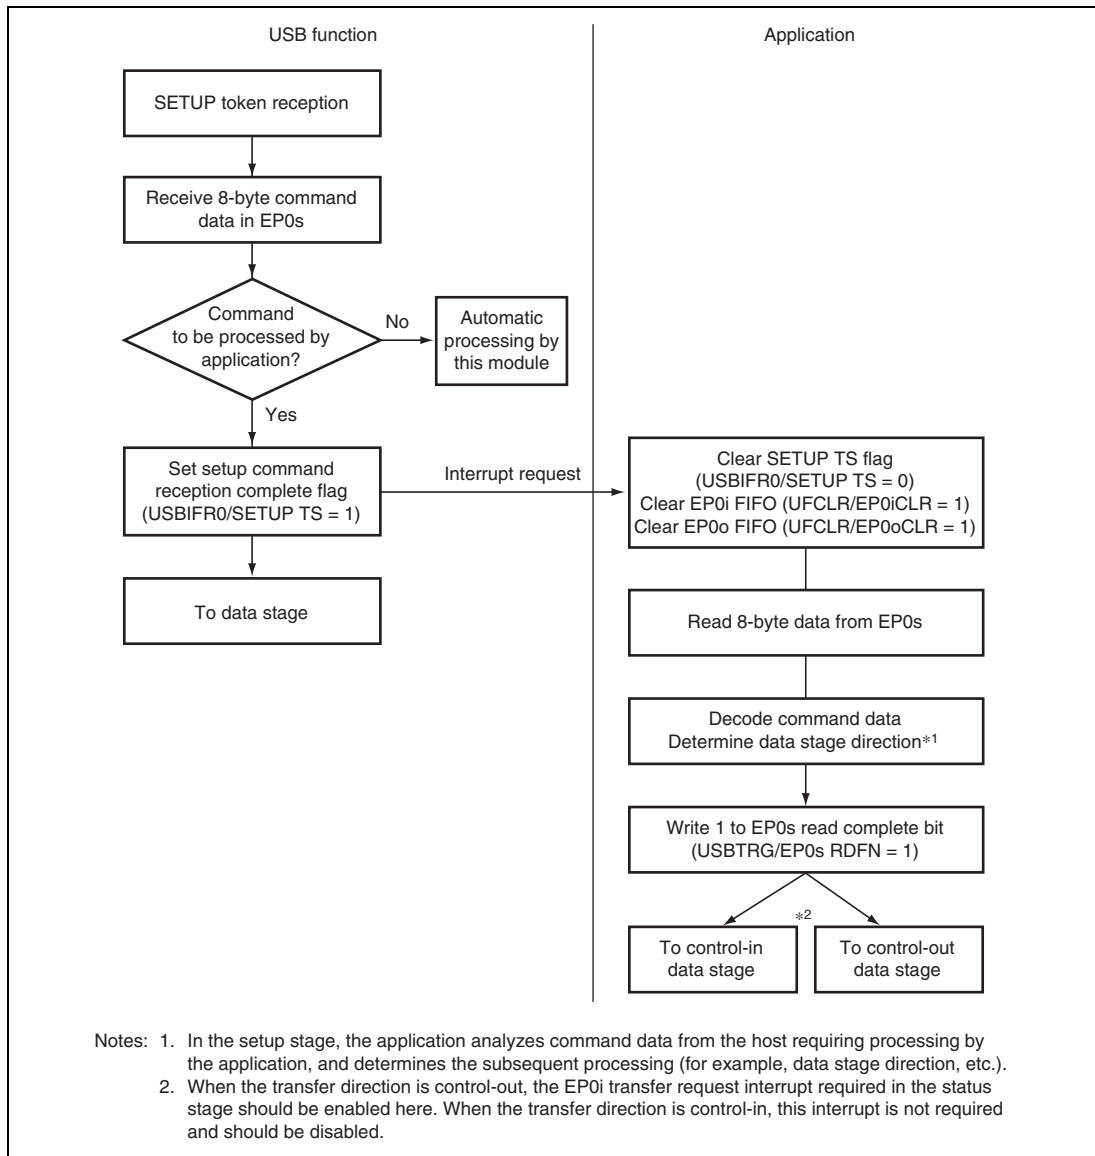 USB function
Application
SETUP token reception
Receive 8-byte command
data in EP0s
Command
to be processed by
application?
No
Automatic
processing by
this module
Yes
Set setup command
reception complete flag
(USBIFR0/SETUP TS = 1)
Interrupt request
To data stage
Clear SETUP TS flag
(USBIFR0/SETUP TS = 0)
Clear EP0i FIFO (UFCLR/EP0iCLR = 1)
Clear EP0o FIFO (UFCLR/EP0oCLR = 1)
Read 8-byte data from EP0s
Decode command data
Determine data stage direction*1
Write 1 to EP0s read complete bit
(USBTRG/EP0s RDFN = 1)
*2
To control-in
data stage
To control-out
data stage
Notes: 1. In the setup stage, the application analyzes command data from the host requiring processing by
the application, and determines the subsequent processing (for example, data stage direction, etc.).
2. When the transfer direction is control-out, the EP0i transfer request interrupt required in the status
stage should be enabled here. When the transfer direction is control-in, this interrupt is not required
and should be disabled.